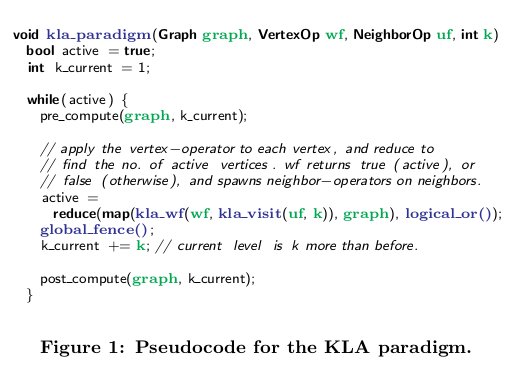 void kla_paradigm(Graph graph, VertexOp wf, NeighborOp uf, int k)
bool active = true;
int k_current = 1;
while(active) {
pre_compute(graph, k_current);
// apply the vertex−operator to each vertex, and reduce to
// find the no. of active vertices. wf returns true (active), or
// false (otherwise), and spawns neighbor−operators on neighbors.
active =
reduce(map(kla_wf(wf, kla_visit(uf, k)), graph), logical_or());
global_fence();
k_current += k; // current level is k more than before.
post_compute(graph, k_current);
}
Figure 1: Pseudocode for the KLA paradigm.